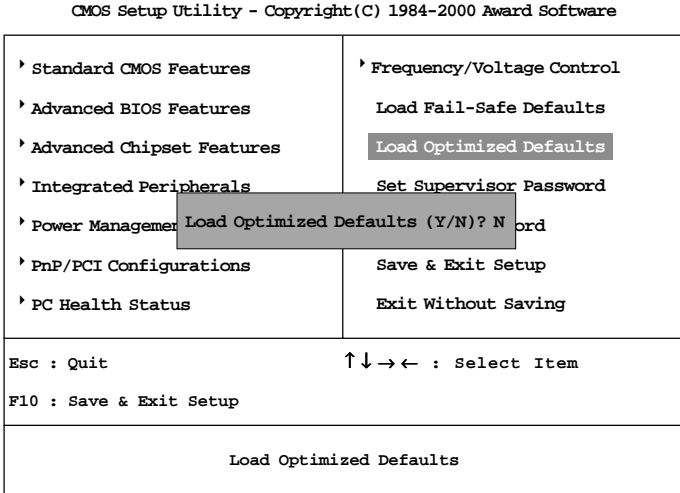 CMOS Setup Utility - Copyright(C) 1984-2000 Award Software
Standard CMOS Features
Advanced BIOS Features
Advanced Chipset Features
Integrated Peripherals
Power Managemen
PnP/PCI Configurations
PC Health Status
Frequency/Voltage Control
Load Fail-Safe Defaults
Load Optimized Defaults
Set Supervisor Password
ord
Save & Exit Setup
Exit Without Saving
Load Optimized Defaults (Y/N)? N
Esc : Quit
↑↓→← : Select Item
F10 : Save & Exit Setup
Load Optimized Defaults